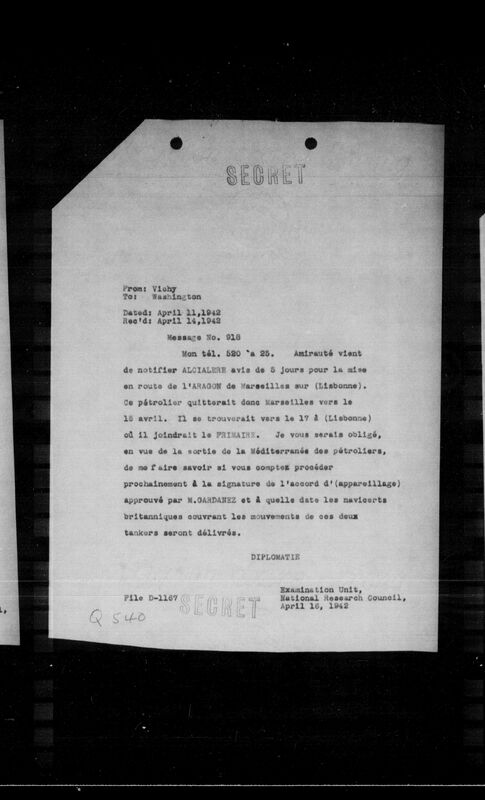 SECRET
From: Vichy
To: Washington
Dated: April 11,1942
Rec'd: April 14,1942
Message No. 918
Mon tél. 520 'a 25. Amirauté vient
de notifier ALCIALERE avis de 5 jours pour la mise
en route de l'ARAGON de Marseilles sur (Lisbonne).
Ce pétrolier quitterait donc Marseilles vers le
15 avril. Il se trouverait vers le 17 à (Lisbonne)
où il joindrait le PRIMAIRE. Je vous serais obligé,
en vue de la sortie de la Méditerranée des pétroliers,
de me faire savoir si vous comptez procéder
prochainement à la signature de l'accord d'(appareillage)
approuvé par M.GARDANEZ et à quelle date les navicerts
britanniques couvrant les mouvements de ces deux
tankers seront délivrés.
DIPLOMATIE
Examination Unit,
File D-1167 SECRET National Research Council,
April 16, 1942
Q 540